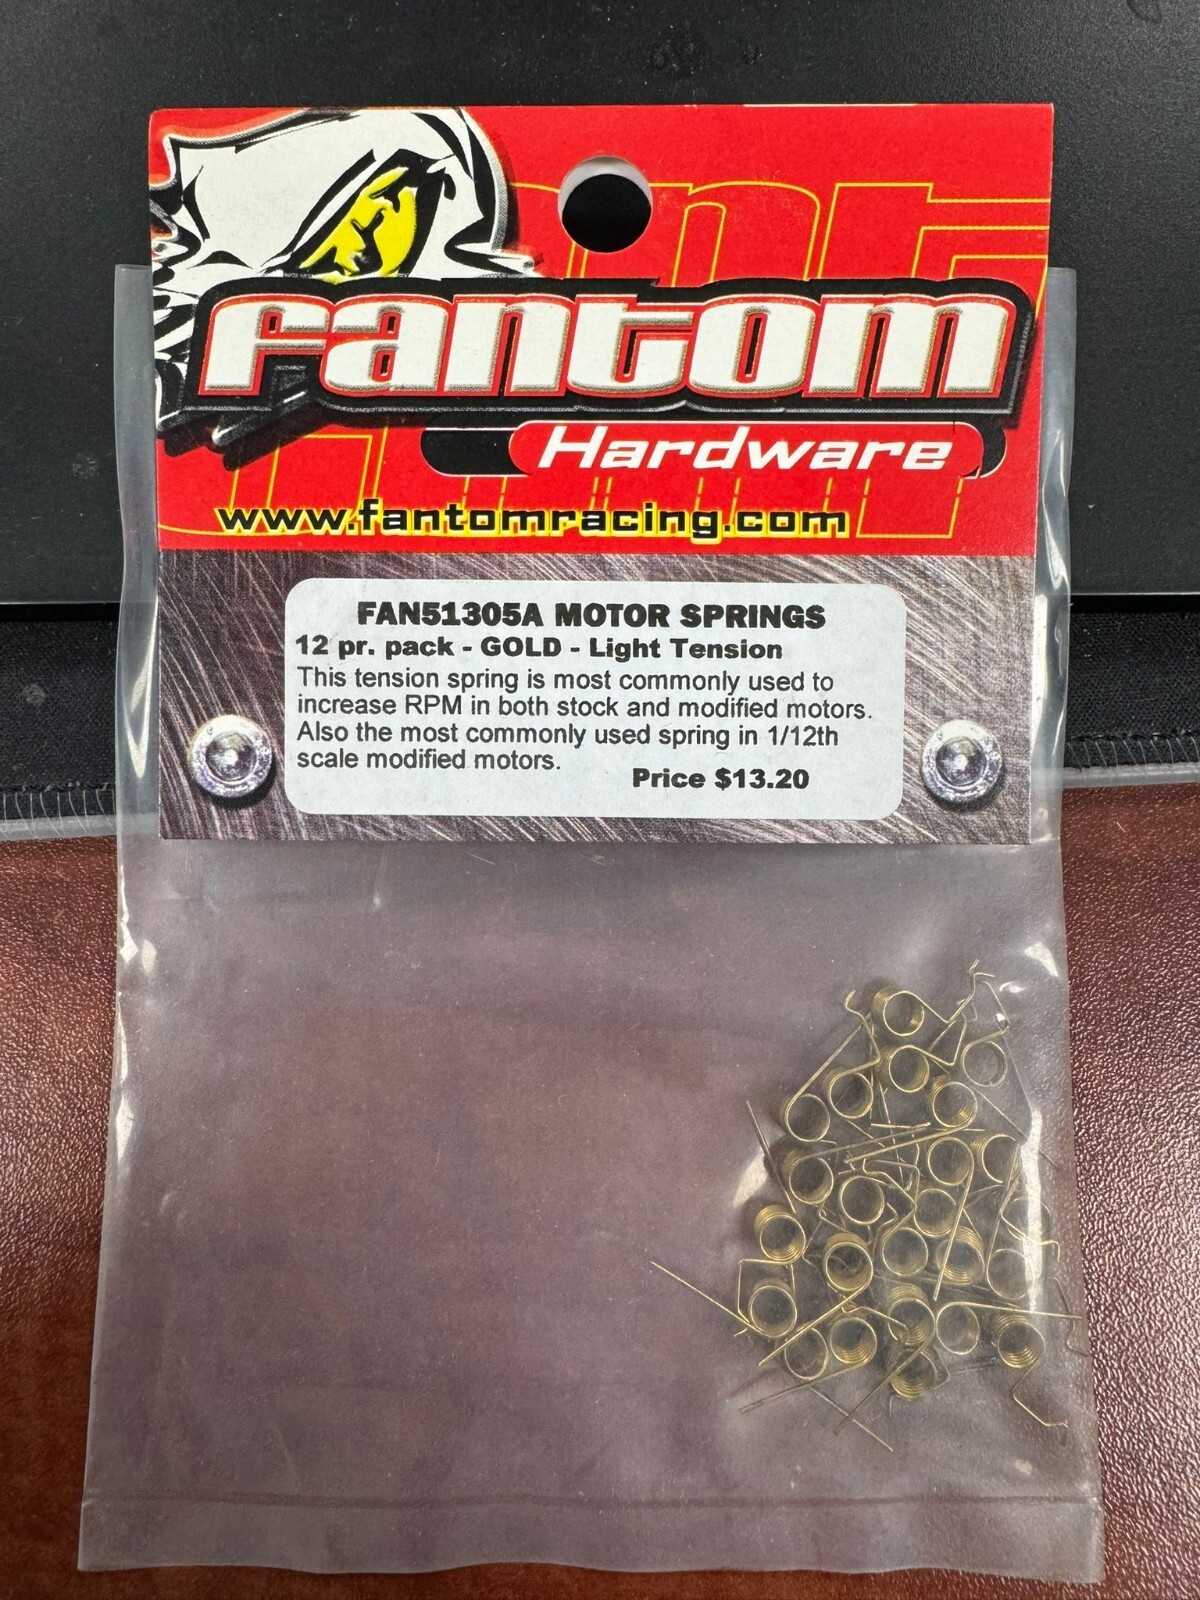 fantom
Hardware
www.fantomracing.com
FAN51305A MOTOR SPRINGS
12 pr. pack - GOLD - Light Tension
This tension spring is most commonly used to
increase RPM in both stock and modified motors.
Also the most commonly used spring in 1/12th
scale modified motors.
Price $13.20